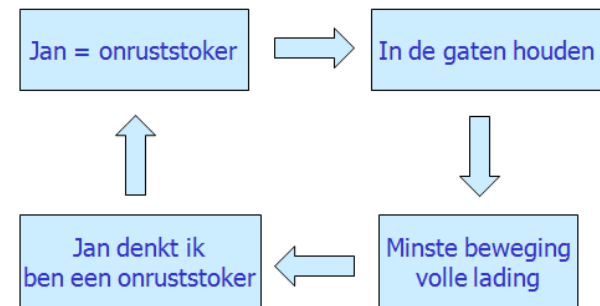 Jan = onruststoker
In de gaten houden
Minste beweging
volle lading
Jan denkt ik
ben een onruststoker